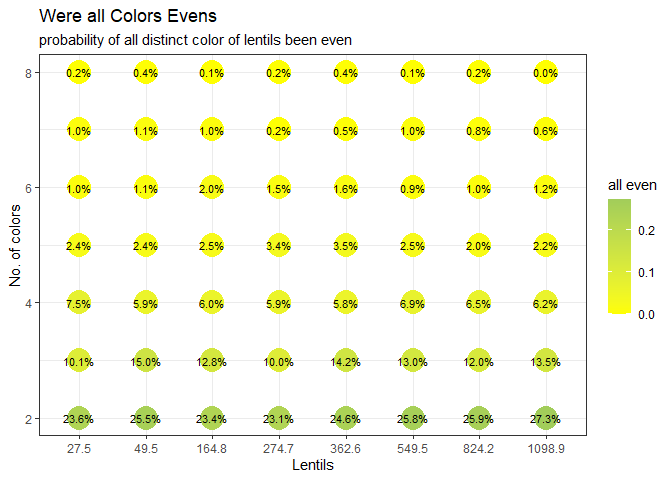 Were all Colors Evens
probability of all distinct color of lentils been even
8
0.2% 0.4% 0.1% 0.2% 0.4% 0.1% 0.2% 0.0%
1.0% 1.1% 1.0% 0.2% 0.5% 1.0% 0.8% 0.6%
6
1.0% 1.1% 2.0% 1.5% 1.6% 0.9% 1.0% 1.2%
2.4% 2.4% 2.5% 3.4% 3.5% 2.5% 2.0% 2.2%
4
7.5% 5.9% 6.0% 5.9% 5.8% 6.9% 6.5% 6.2%
10.1% 15.0% 12.8% 10.0% 14.2% 13.0% 12.0% 13.5%
2
23.6% 25.5% 23.4% 23.1% 24.6% 25.8% 25.9% 27.3%
27.5 49.5 164.8 274.7 362.6 549.5 824.2 1098.9
Lentils
No. of colors
all even
0.2
0.1
0.0